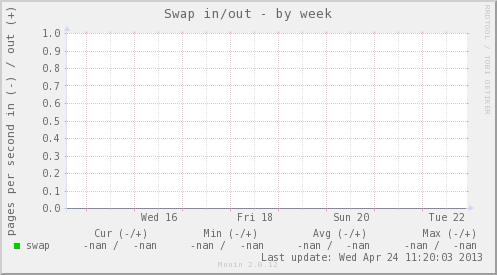 Swap in/out - by week
RRDTOOL / TOBI OETIKER
pages per second in (-) / out (+)
1.0
0.9
0.8
0.7
0.6
0.5
0.4
0.3
0.2
0.1
0.0
Wed 16 Fri 18 Sun 20 Tue 22
Cur (-/+) Min (-/+) Avg (-/+) Max (-/+)
swap -nan / -nan -nan / -nan -nan / -nan -nan / -nan
Last update: Wed Apr 24 11:20:03 2013
Munin 2.0.12